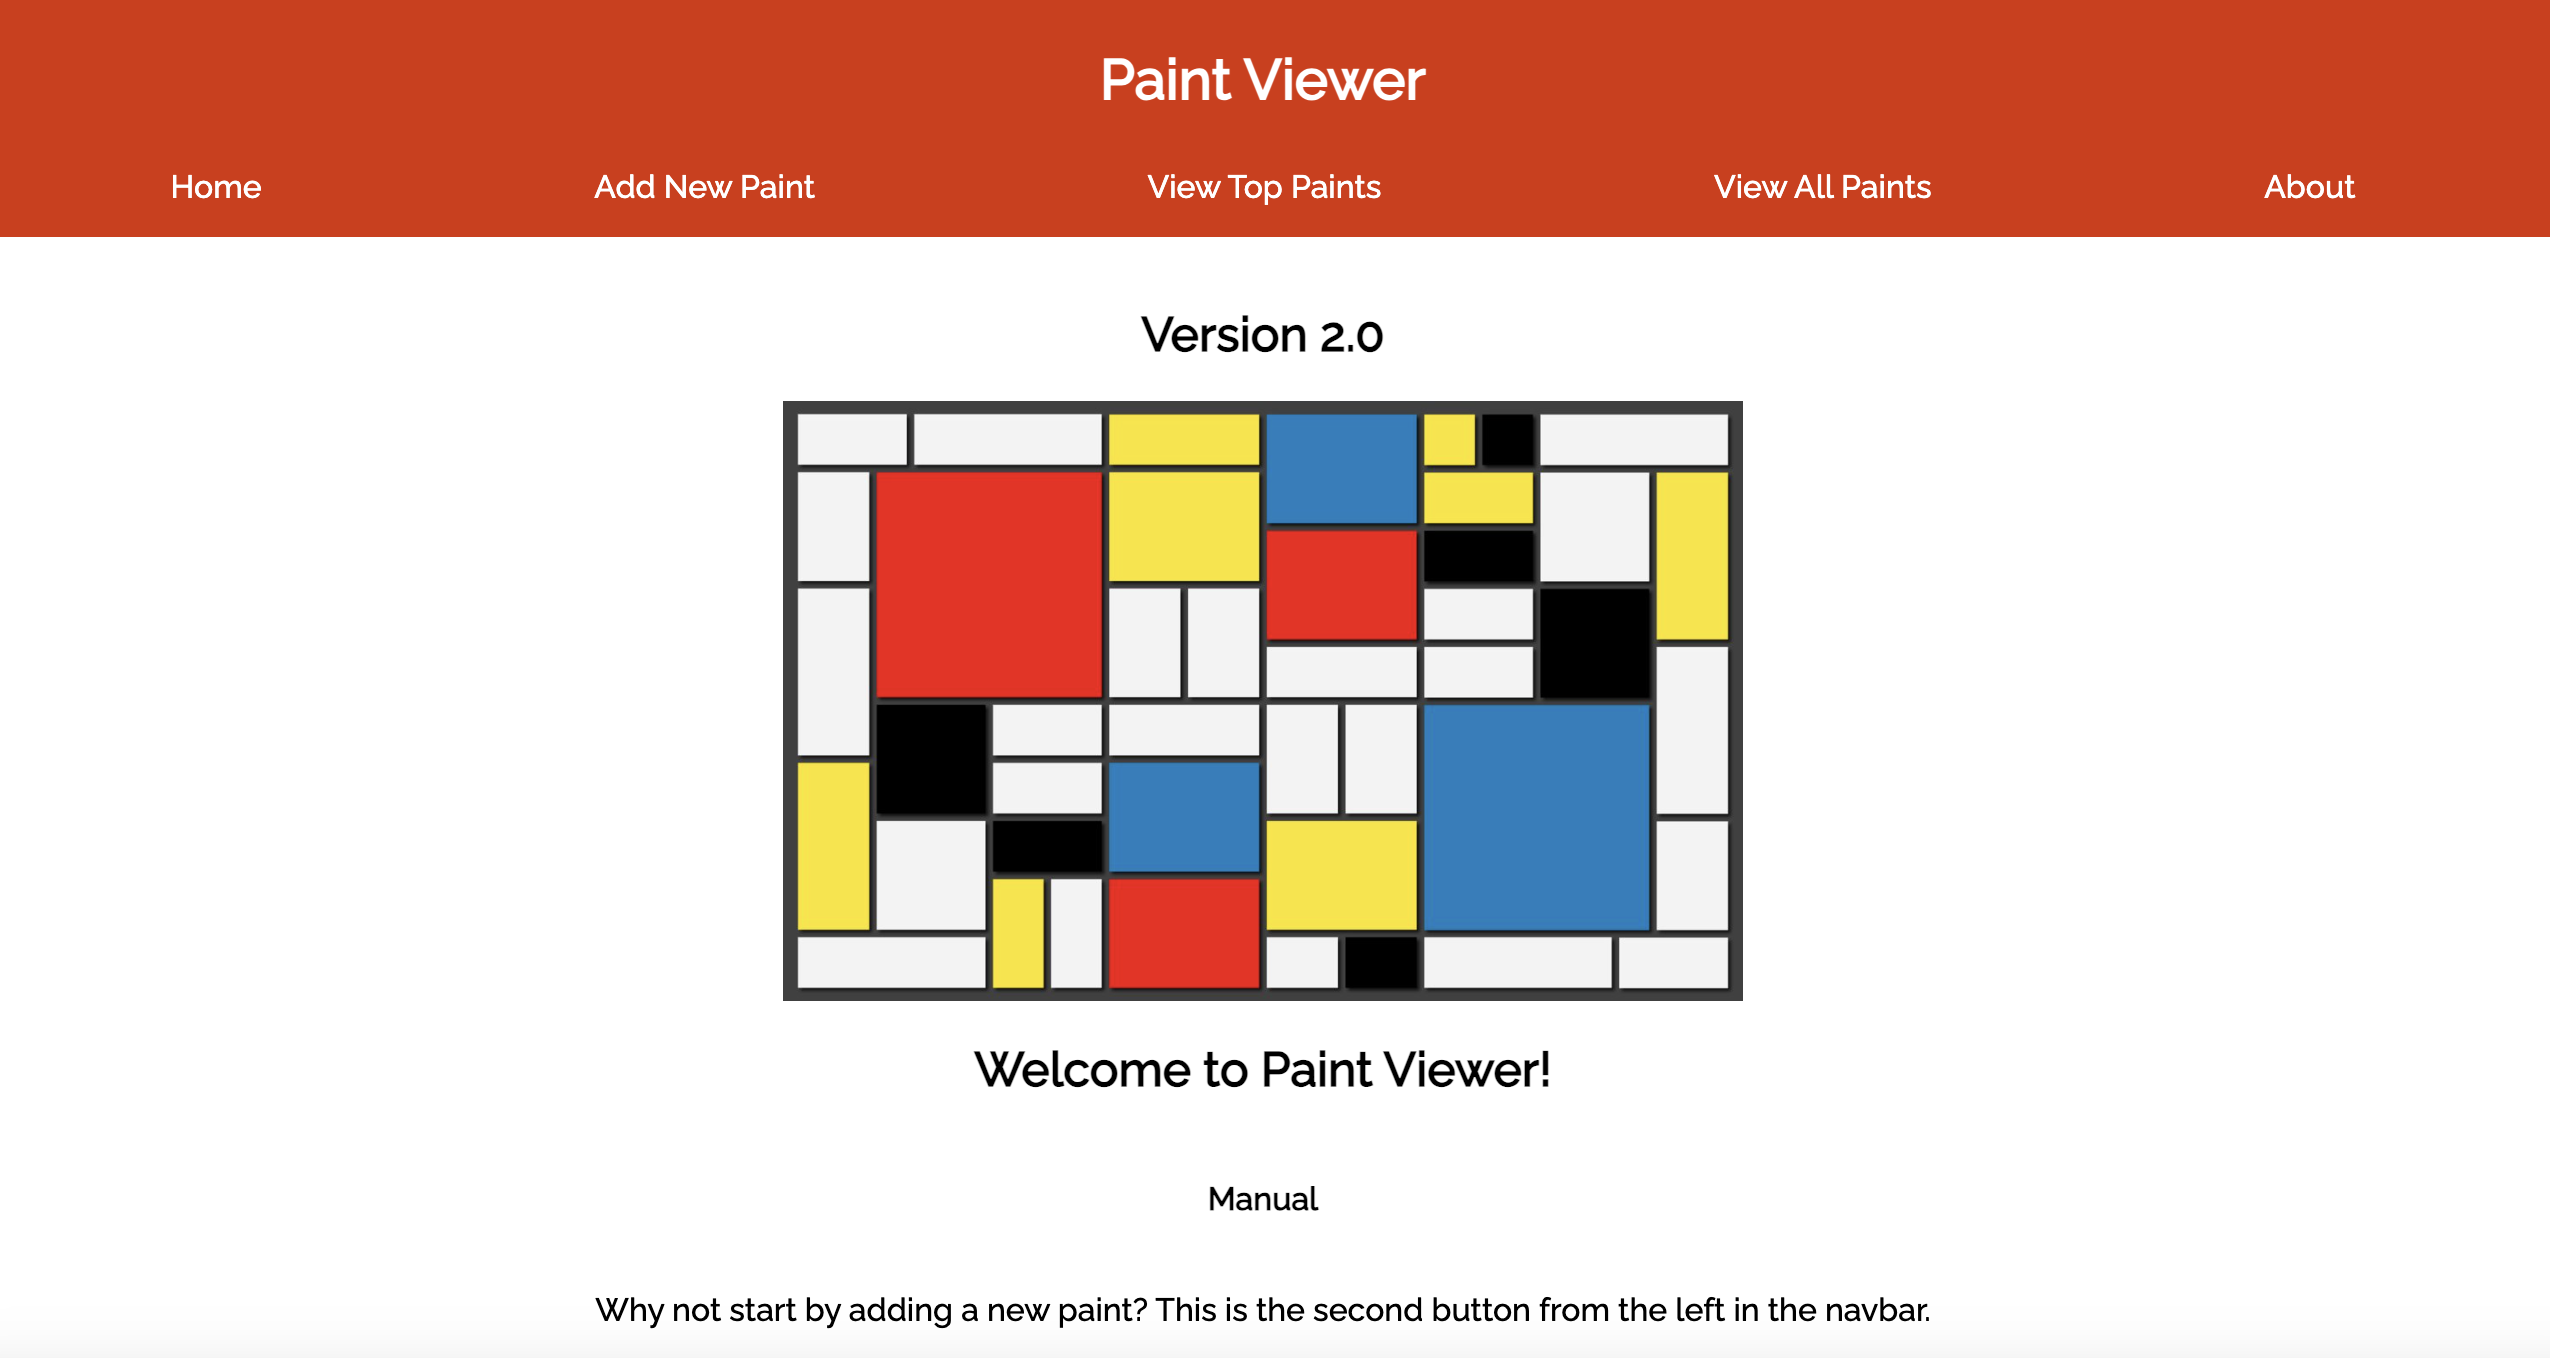 Paint Viewer
Home Add New Paint View Top Paints View All Paints About
Version 2.0
Welcome to Paint Viewer!
Manual
Why not start by adding a new paint? This is the second button from the left in the navbar.